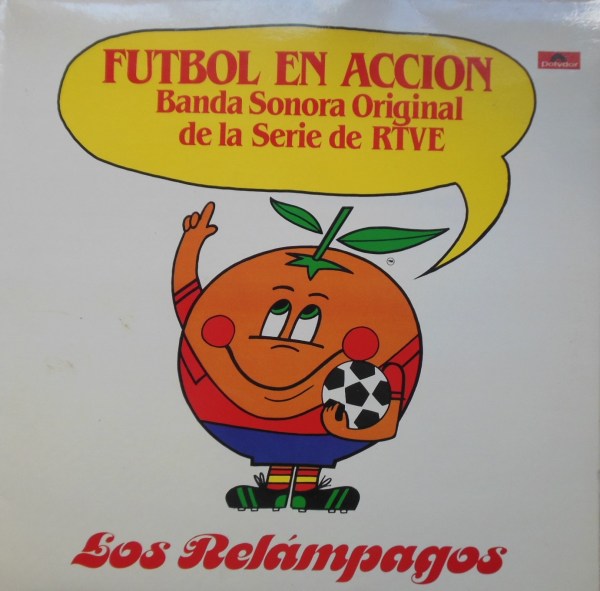 FUTBOL EN ACCION
Polydor
Banda Sonora Original
de la Serie de RTVE
Los Relámpagos